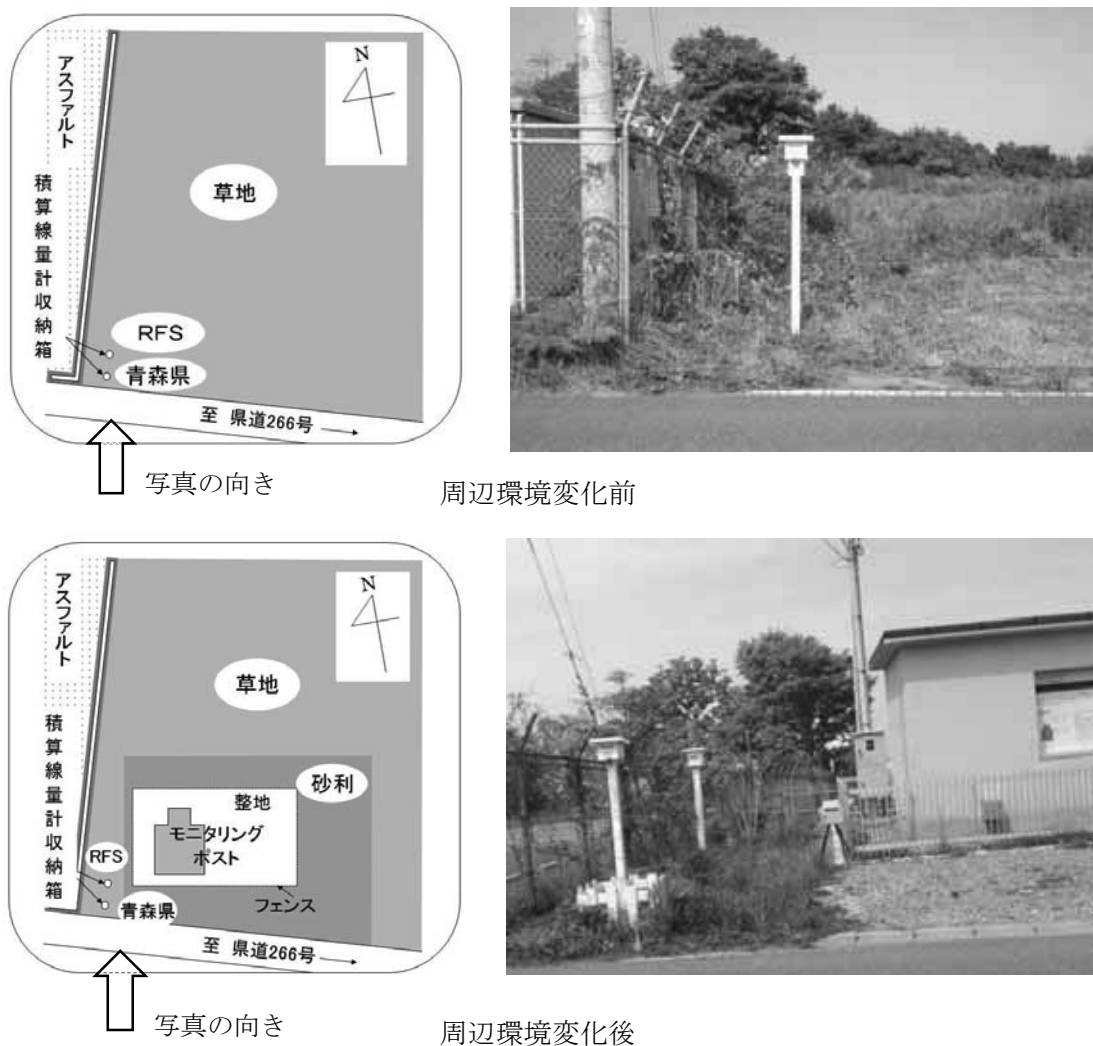 アスファルト
N
草地
積算線量計収納箱
RFS
青森県
至 県道266号
写真の向き
周辺環境変化前
アスファルト
N
草地
積算線量計収納箱
砂利
整地
モニタリング
ポスト
RFS
青森県
フェンス
至 県道266号
写真の向き
周辺環境変化後